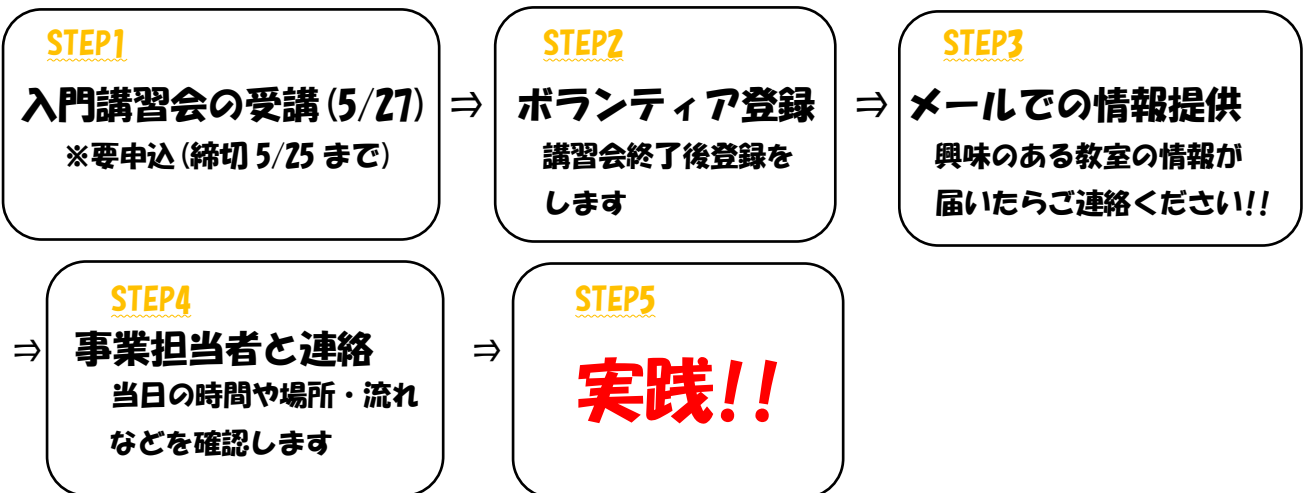 STEP1
入門講習会の受講(5/27)
※要申込(締切5/25まで)
⇒
STEP2
ボランティア登録
講習会終了後登録を
します
⇒
STEP3
メールでの情報提供
興味のある教室の情報が
届いたらご連絡ください!!
⇒
STEP4
事業担当者と連絡
当日の時間や場所・流れ
などを確認します
⇒
STEP5
実践!!